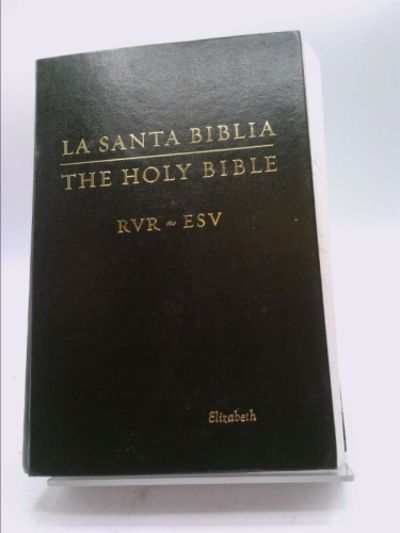 LA SANTA BIBLIA
THE HOLY BIBLE
RVR ~ ESV
Elizabeth